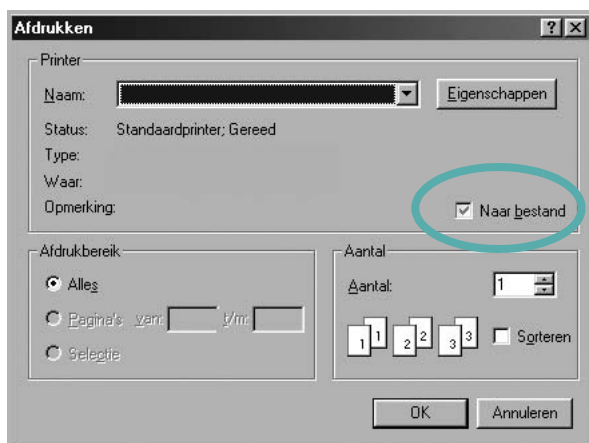 Afdrukken
Printer
Naam:
Eigenschappen
Status: Standaardprinter; Gereed
Type:
Waar:
Opmerking:
Naar bestand
Afdrukbereik
Alles
Pagina's van: t/m:
Selectie
Aantal
Aantal: 1
1 1 2 2 3 3
Sorteren
OK Annuleren